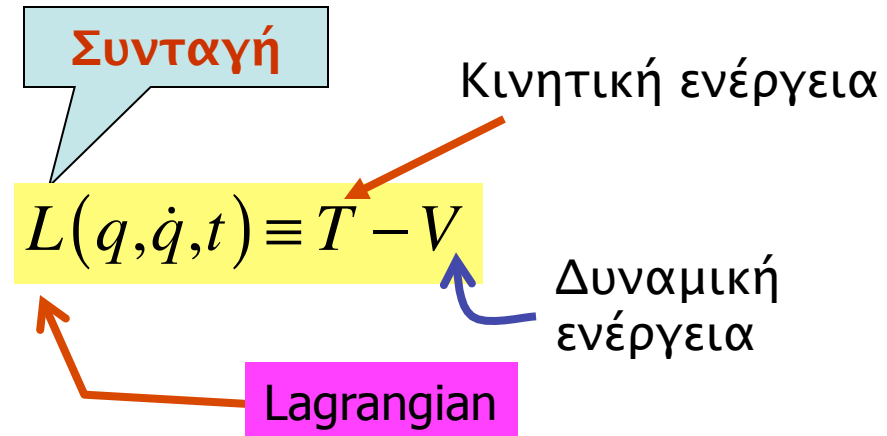 Συνταγή
Κινητική ενέργεια
L(q,q̇,t) ≡ T − V
Δυναμική
ενέργεια
Lagrangian